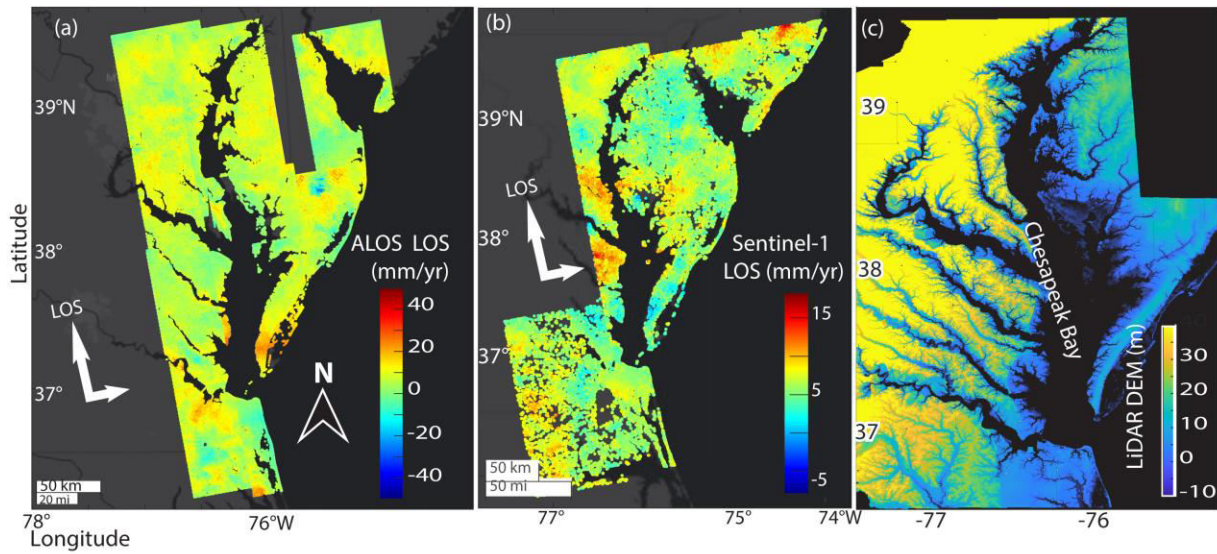 (a)
39°N
38°
37°
Latitude
LOS
ALOS LOS
(mm/yr)
40
20
0
-20
-40
N
50 km
20 mi
78°
76°W
Longitude
(b)
39°N
38°
37°
LOS
Sentinel-1
LOS (mm/yr)
15
5
-5
50 km
50 mi
77°
75°
74°W
(c)
39
38
37
Chesapeak Bay
LiDAR DEM (m)
30
20
10
0
-10
-77
-76